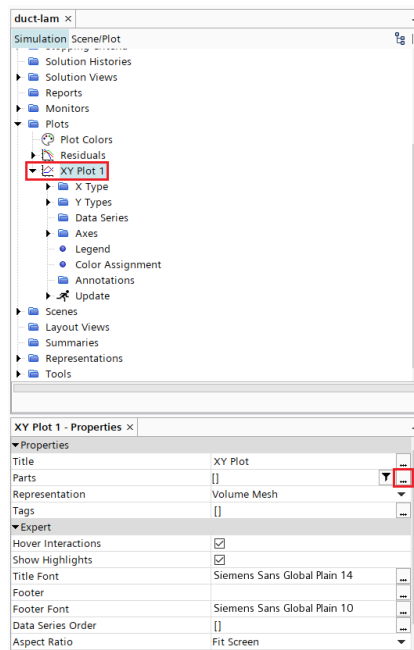 duct-lam ×
Simulation Scene/Plot
Solution Histories
Solution Views
Reports
Monitors
Plots
Plot Colors
Residuals
XY Plot 1
X Type
Y Types
Data Series
Axes
Legend
Color Assignment
Annotations
Update
Scenes
Layout Views
Summaries
Representations
Tools
XY Plot 1 - Properties ×
Properties
Title XY Plot ...
Parts [] ...
Representation Volume Mesh
Tags [] ...
Expert
Hover Interactions
Show Highlights
Title Font Siemens Sans Global Plain 14 ...
Footer ...
Footer Font Siemens Sans Global Plain 10 ...
Data Series Order [] ...
Aspect Ratio Fit Screen